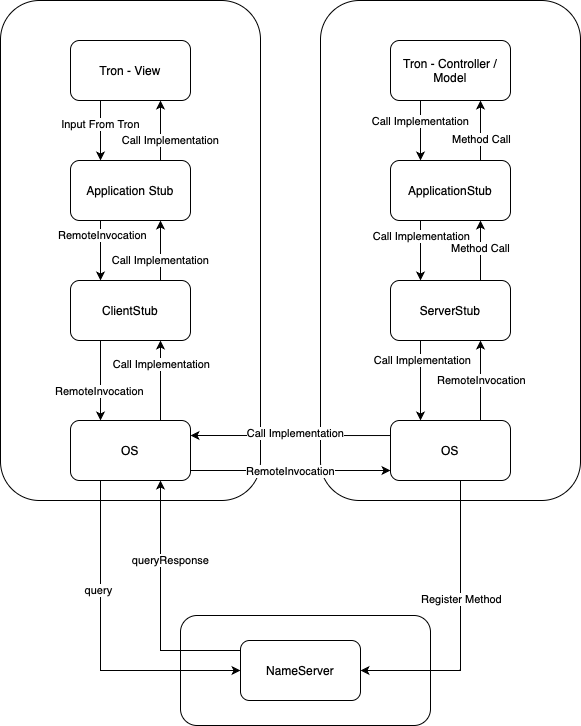 Tron - View
Tron - Controller /
Model
Input From Tron
Call Implementation
Call Implementation
Method Call
Application Stub
ApplicationStub
RemoteInvocation
Call Implementation
Call Implementation
Method Call
ClientStub
ServerStub
Call Implementation
Call Implementation
RemoteInvocation
RemoteInvocation
Call Implementation
OS
OS
RemoteInvocation
queryResponse
query
Register Method
NameServer